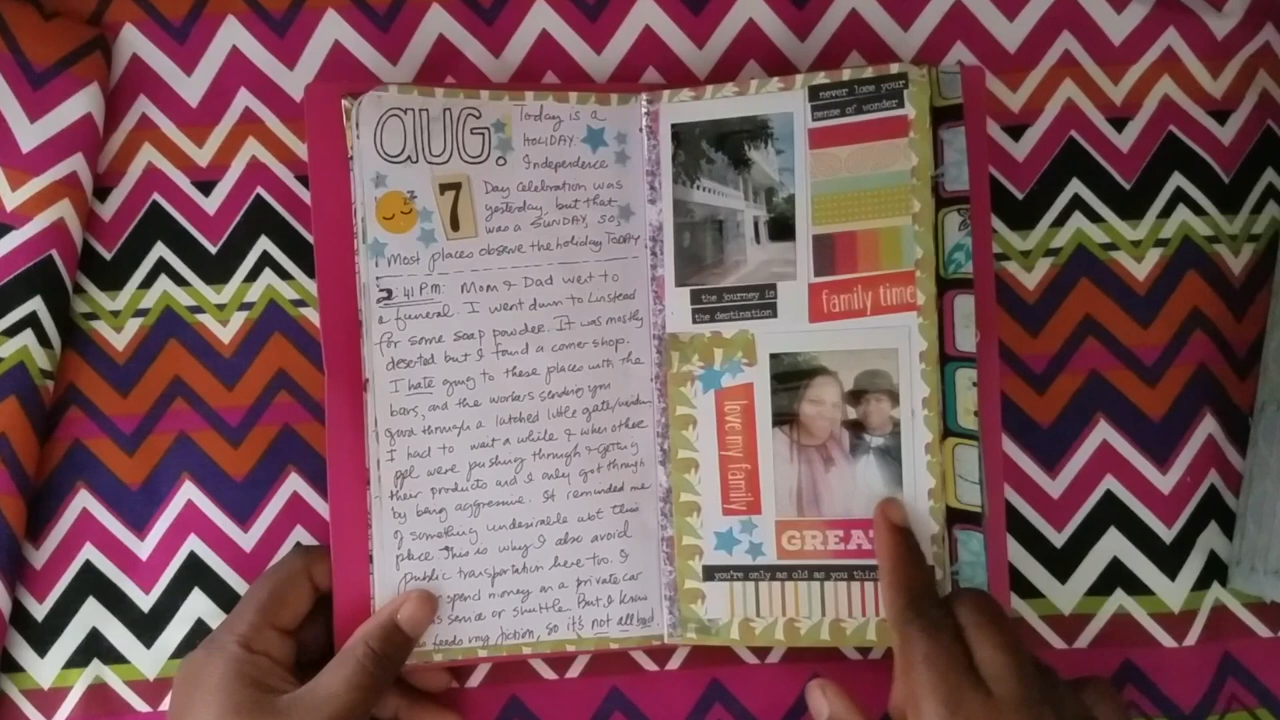 AUG.
Today is a
HOLIDAY.
Independence
7
Day celebration was
yesterday, but that
was a SUNDAY, so,
Most places observe the holiday TODAY
2:41 P.M: Mom & Dad went to
a funeral. I went down to Linstead
for some soap powder. It was mostly
deserted but I found a corner shop.
I hate going to these places with the
bars, and the workers sending you
good through a latched little gate/window
I had to wait a while & when other
ppl were pushing through & getting
their products and I only got through
by being aggressive. It reminded me
of something undesirable abt this
place. This is why I also avoid
public transportation here too. I
spend money on a private car
service or shuttle. But I know
feeds my fiction, so it's not all bad.
never lose your
sense of wonder
the journey is
the destination
family time
love my family
GREAT
you're only as old as you think